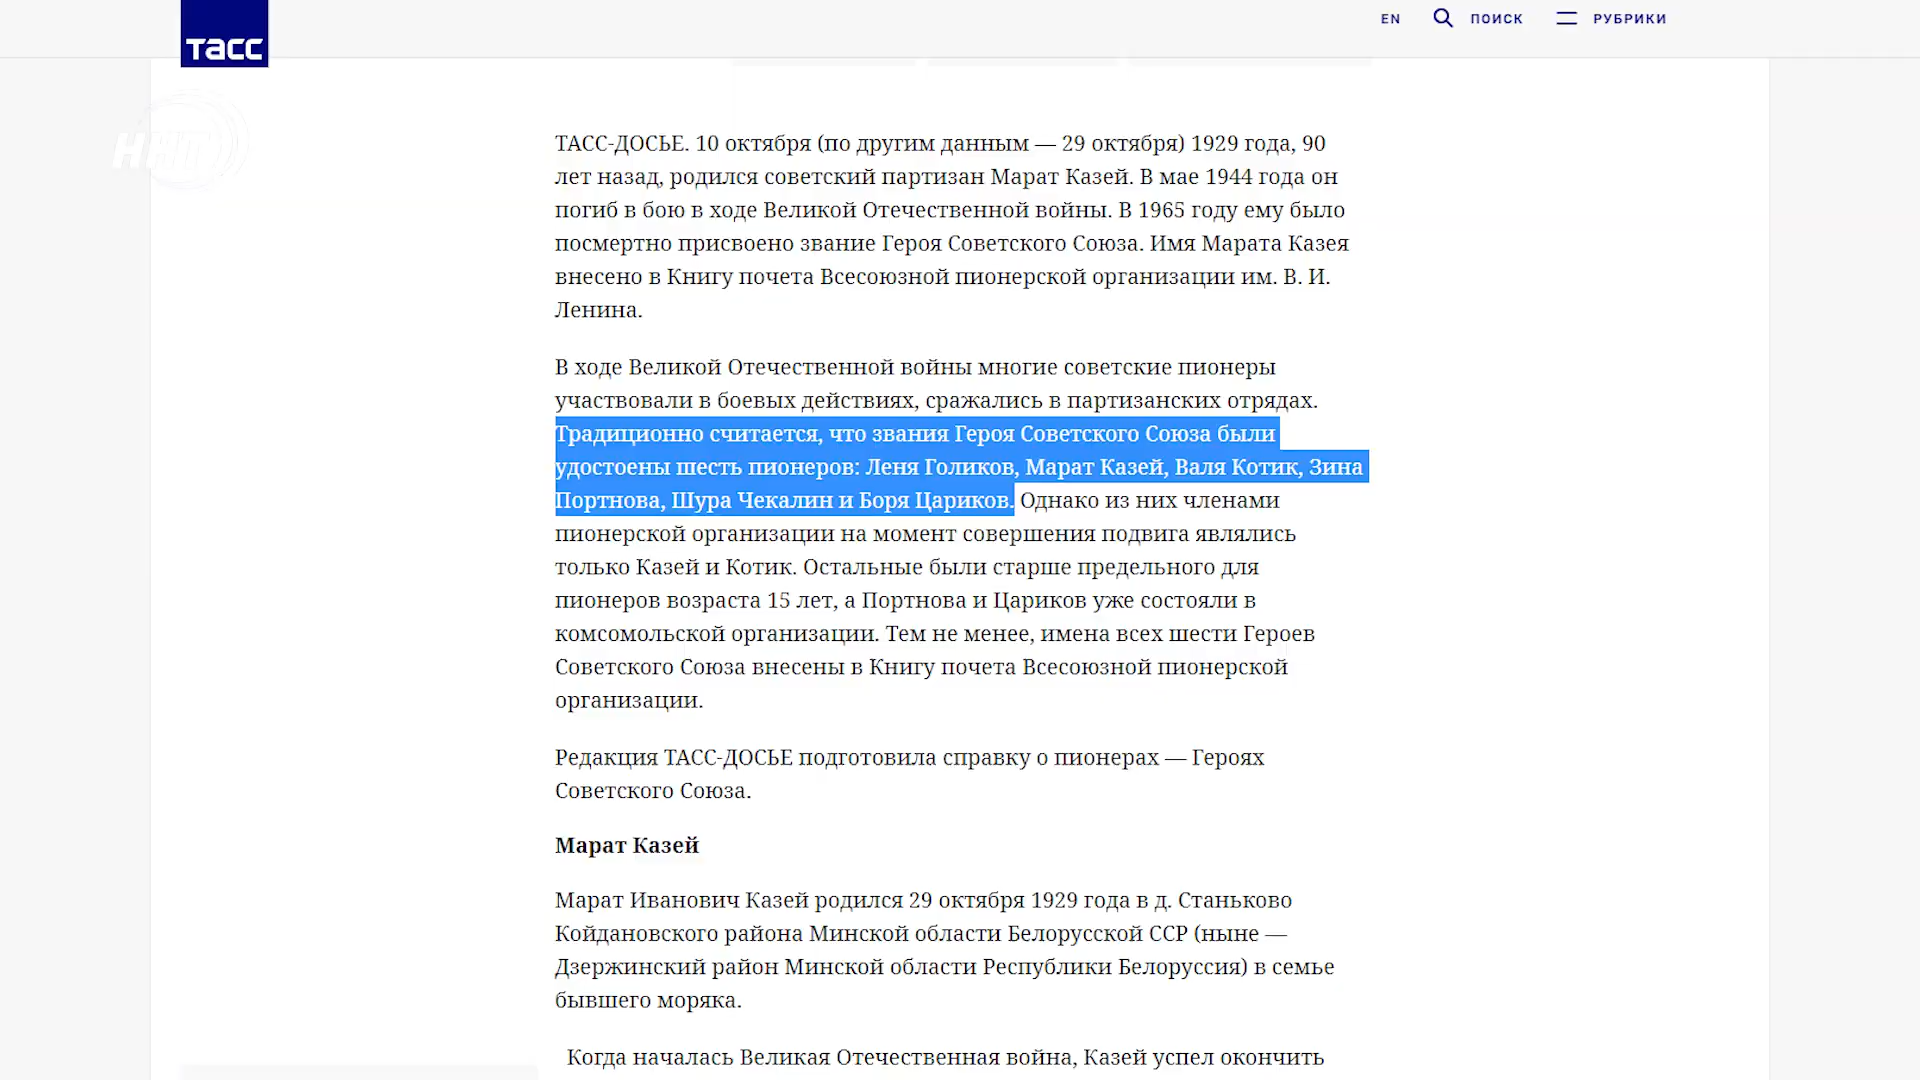 ТАСС
EN ПОИСК РУБРИКИ
ННТ
ТАСС-ДОСЬЕ. 10 октября (по другим данным — 29 октября) 1929 года, 90
лет назад, родился советский партизан Марат Казей. В мае 1944 года он
погиб в бою в ходе Великой Отечественной войны. В 1965 году ему было
посмертно присвоено звание Героя Советского Союза. Имя Марата Казея
внесено в Книгу почета Всесоюзной пионерской организации им. В. И.
Ленина.
В ходе Великой Отечественной войны многие советские пионеры
участвовали в боевых действиях, сражались в партизанских отрядах.
Традиционно считается, что звания Героя Советского Союза были
удостоены шесть пионеров: Леня Голиков, Марат Казей, Валя Котик, Зина
Портнова, Шура Чекалин и Боря Цариков. Однако из них членами
пионерской организации на момент совершения подвига являлись
только Казей и Котик. Остальные были старше предельного для
пионеров возраста 15 лет, а Портнова и Цариков уже состояли в
комсомольской организации. Тем не менее, имена всех шести Героев
Советского Союза внесены в Книгу почета Всесоюзной пионерской
организации.
Редакция ТАСС-ДОСЬЕ подготовила справку о пионерах — Героях
Советского Союза.
Марат Казей
Марат Иванович Казей родился 29 октября 1929 года в д. Станьково
Койдановского района Минской области Белорусской ССР (ныне —
Дзержинский район Минской области Республики Белоруссия) в семье
бывшего моряка.
Когда началась Великая Отечественная война, Казей успел окончить